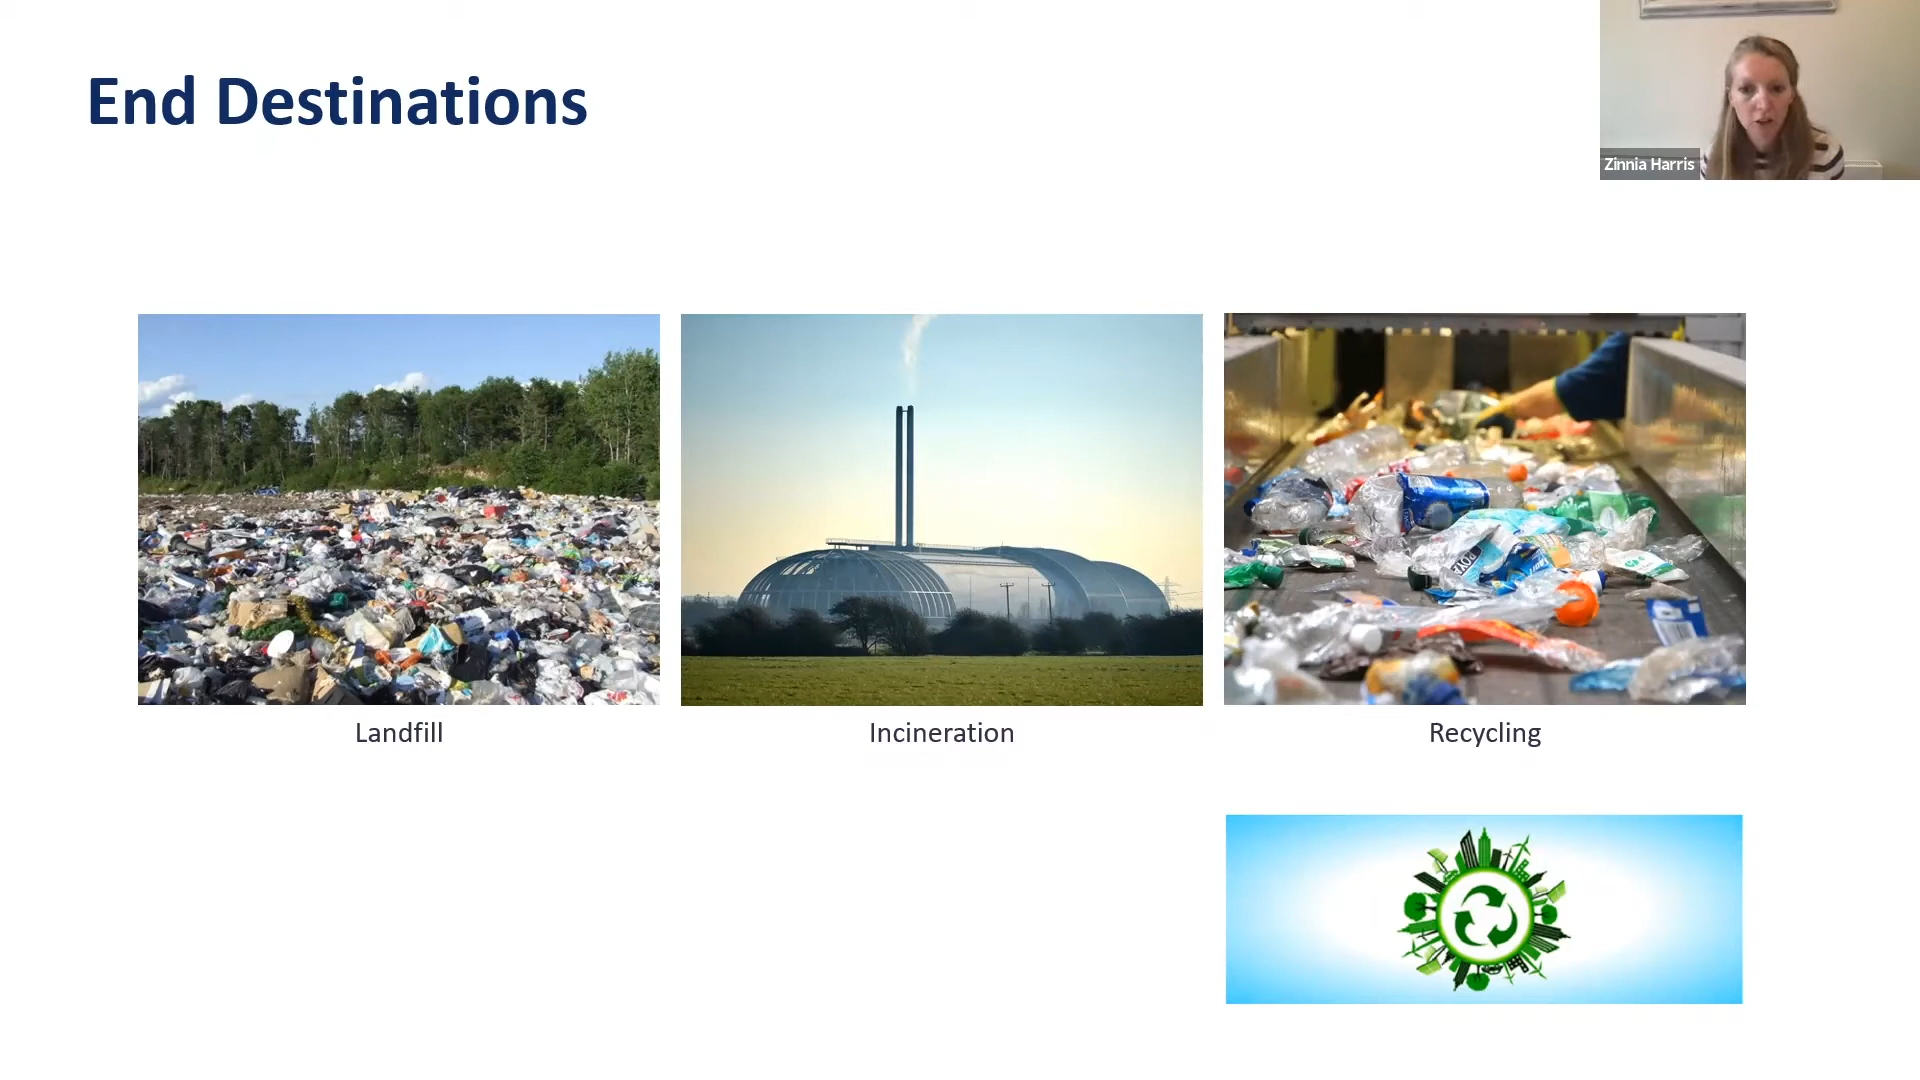 End Destinations
Zinnia Harris
Landfill
Incineration
Recycling